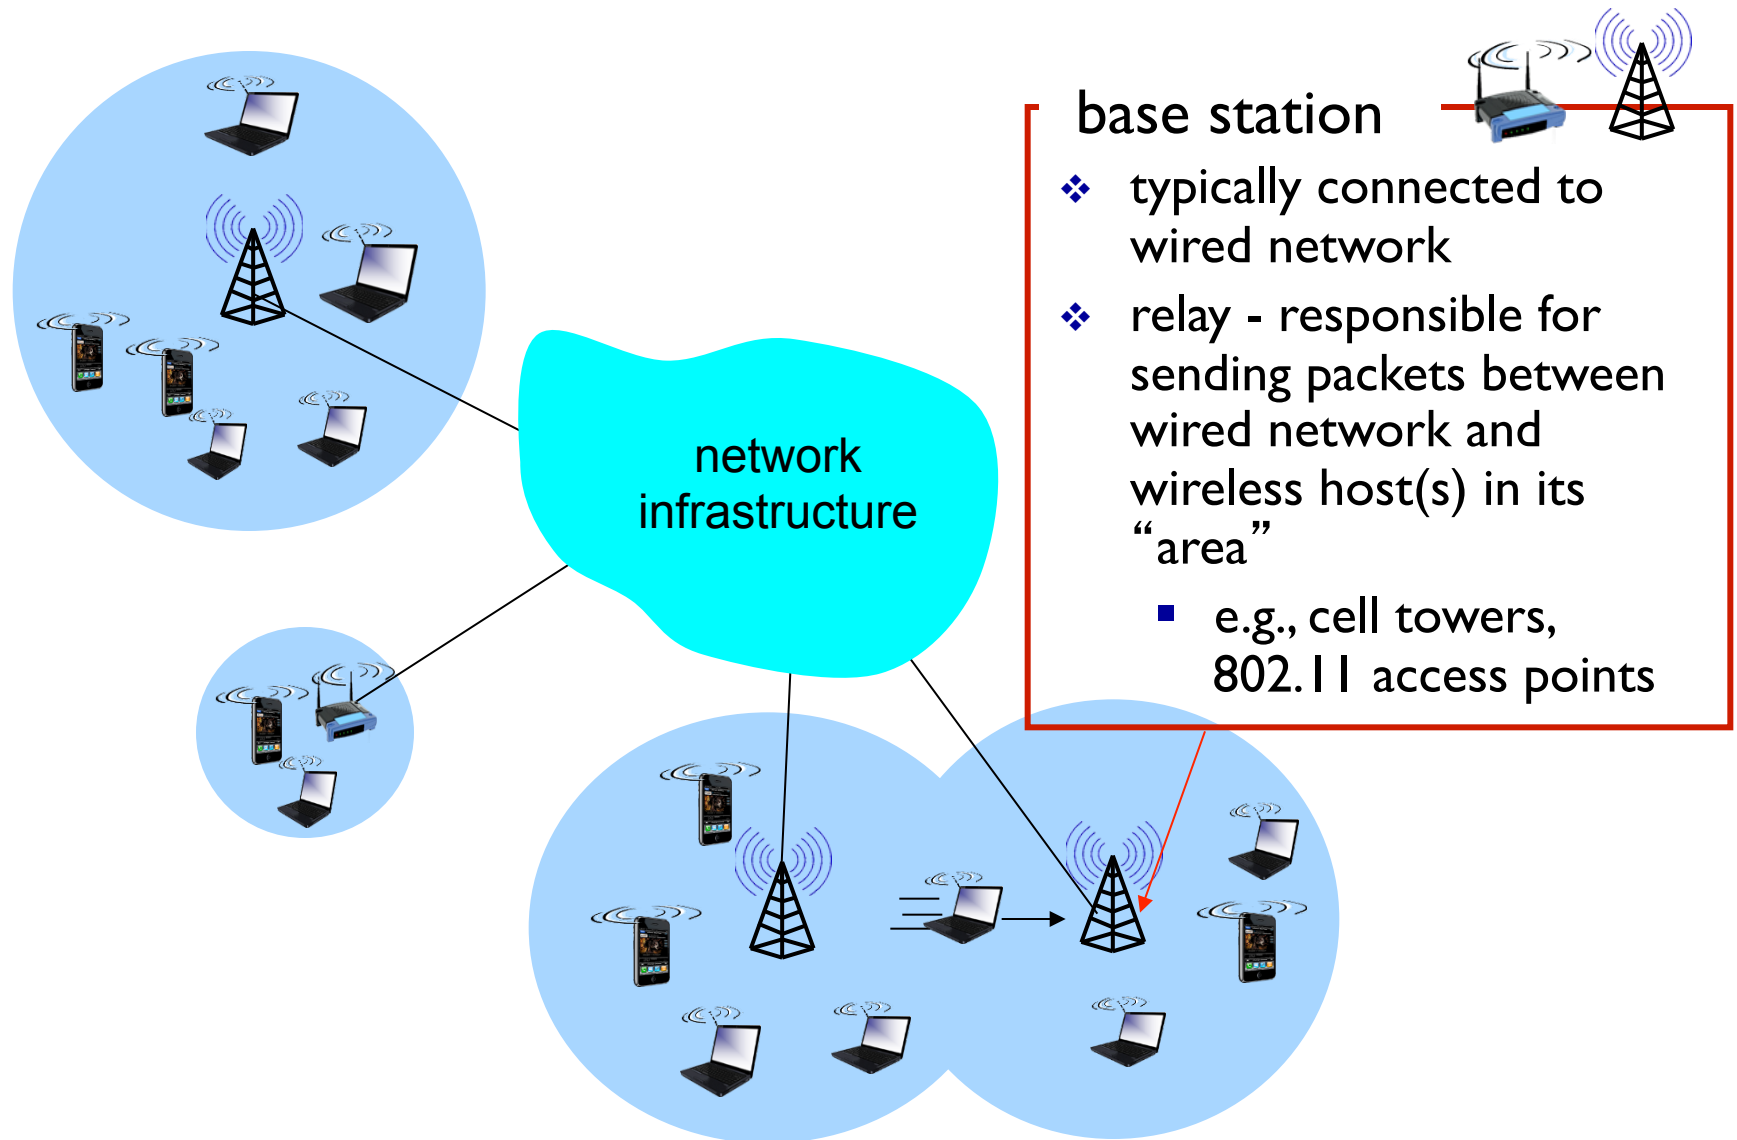 base station
❖ typically connected to
wired network
❖ relay - responsible for
sending packets between
wired network and
wireless host(s) in its
“area”
▪ e.g., cell towers,
802.11 access points
network
infrastructure